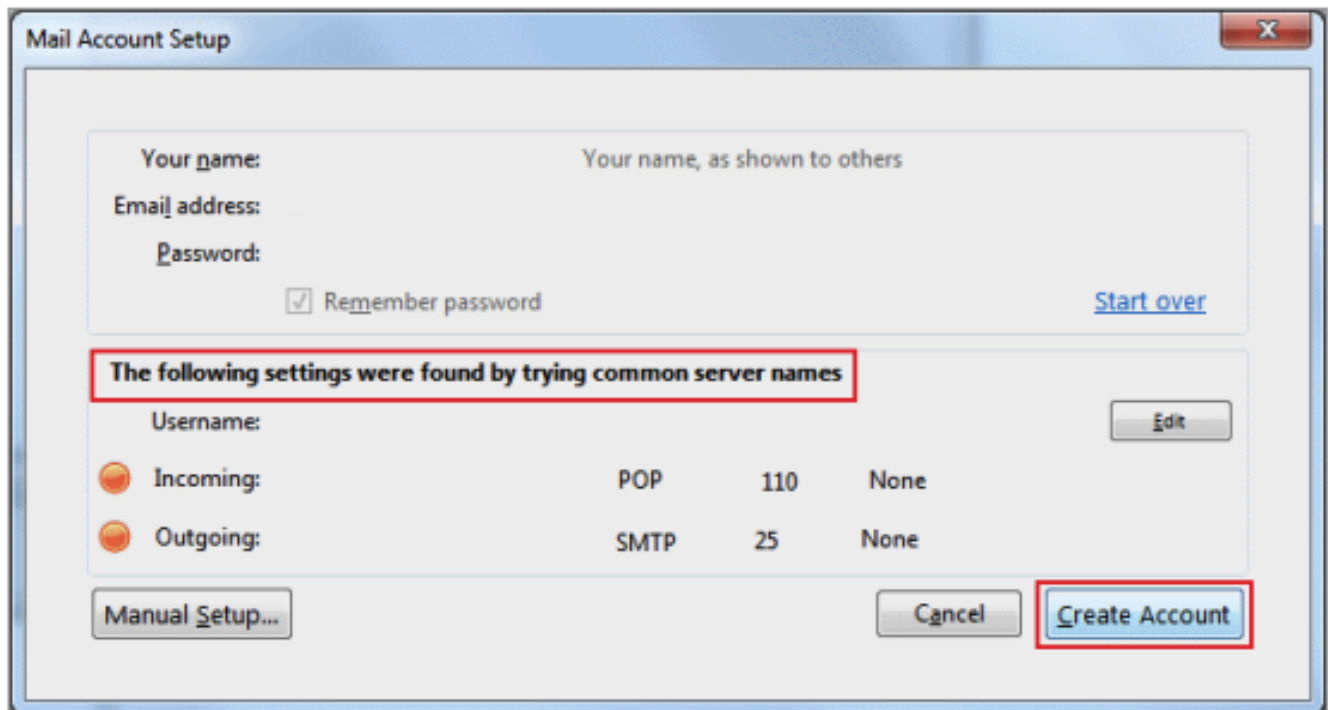 Mail Account Setup
Your name: Your name, as shown to others
Email address:
Password:
Remember password Start over
The following settings were found by trying common server names
Username: Edit
Incoming: POP 110 None
Outgoing: SMTP 25 None
Manual Setup... Cancel Create Account